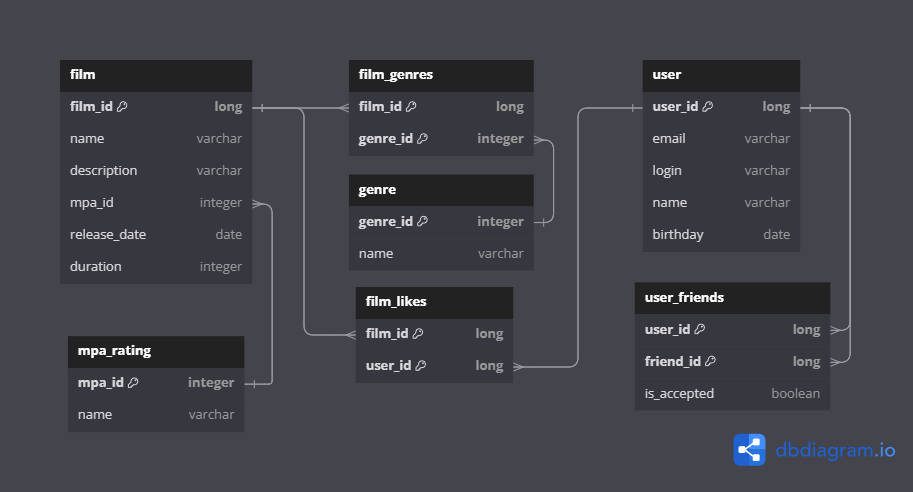 film
film_id long
name varchar
description varchar
mpa_id integer
release_date date
duration integer
mpa_rating
mpa_id integer
name varchar
film_genres
film_id long
genre_id integer
genre
genre_id integer
name varchar
film_likes
film_id long
user_id long
user
user_id long
email varchar
login varchar
name varchar
birthday date
user_friends
user_id long
friend_id long
is_accepted boolean
dbdiagram.io